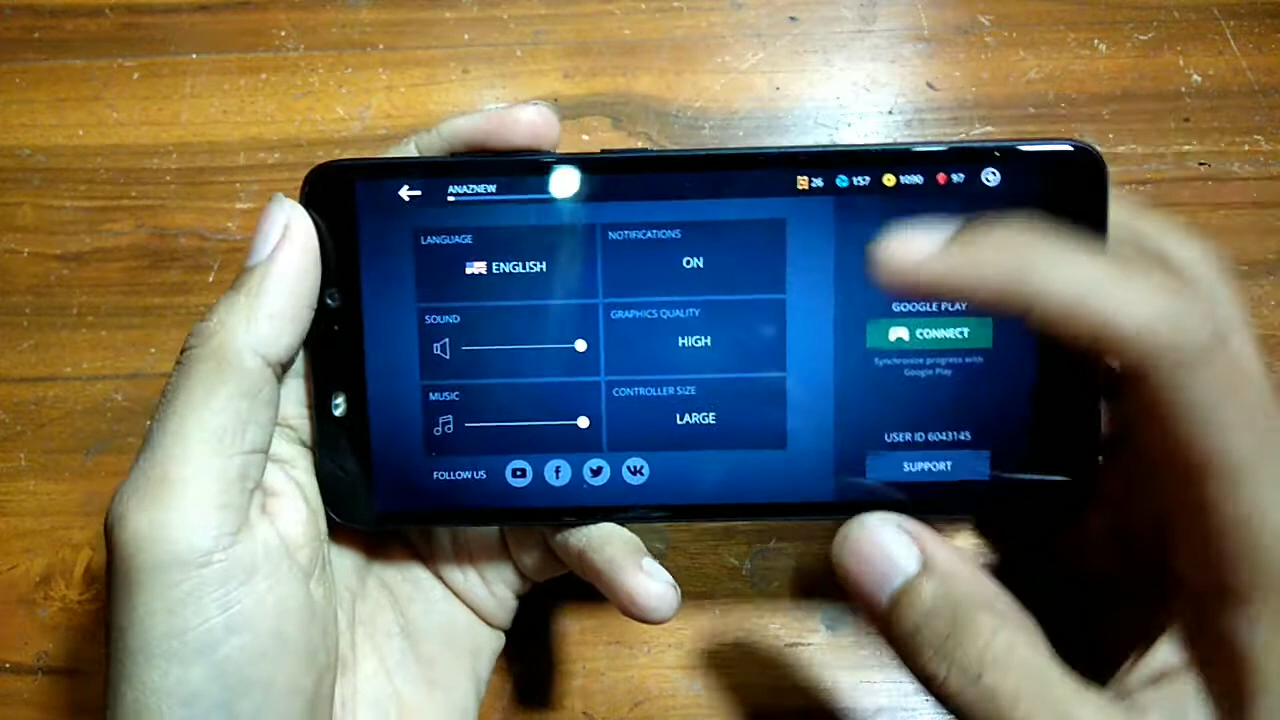 ANAZNEW
26 157 1090 97
LANGUAGE
ENGLISH
NOTIFICATIONS
ON
SOUND
GRAPHICS QUALITY
HIGH
MUSIC
CONTROLLER SIZE
LARGE
FOLLOW US
GOOGLE PLAY
CONNECT
Synchronize progress with
Google Play
USER ID 6043145
SUPPORT